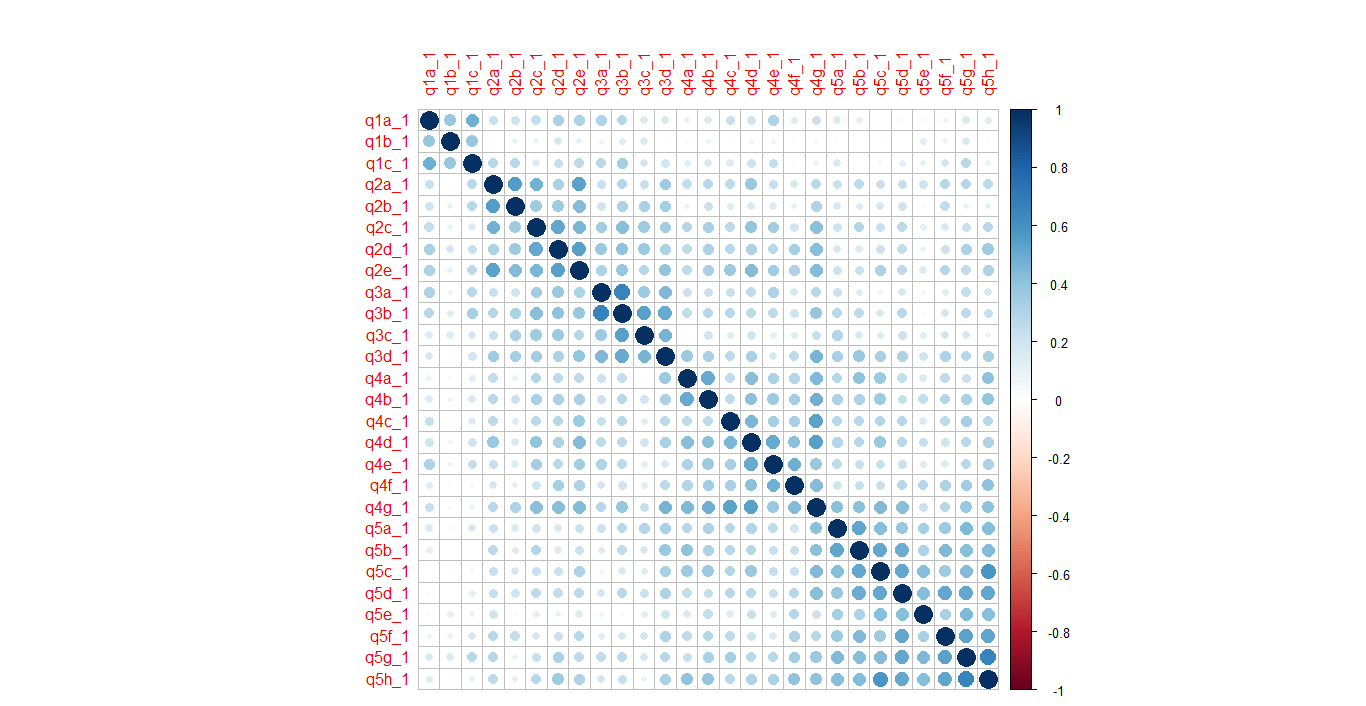 q1a_1 q1b_1 q1c_1 q2a_1 q2b_1 q2c_1 q2d_1 q2e_1 q3a_1 q3b_1 q3c_1 q3d_1 q4a_1 q4b_1 q4c_1 q4d_1 q4e_1 q4f_1 q4g_1 q5a_1 q5b_1 q5c_1 q5d_1 q5e_1 q5f_1 q5g_1 q5h_1
q1a_1
q1b_1
q1c_1
q2a_1
q2b_1
q2c_1
q2d_1
q2e_1
q3a_1
q3b_1
q3c_1
q3d_1
q4a_1
q4b_1
q4c_1
q4d_1
q4e_1
q4f_1
q4g_1
q5a_1
q5b_1
q5c_1
q5d_1
q5e_1
q5f_1
q5g_1
q5h_1
1
0.8
0.6
0.4
0.2
0
-0.2
-0.4
-0.6
-0.8
-1